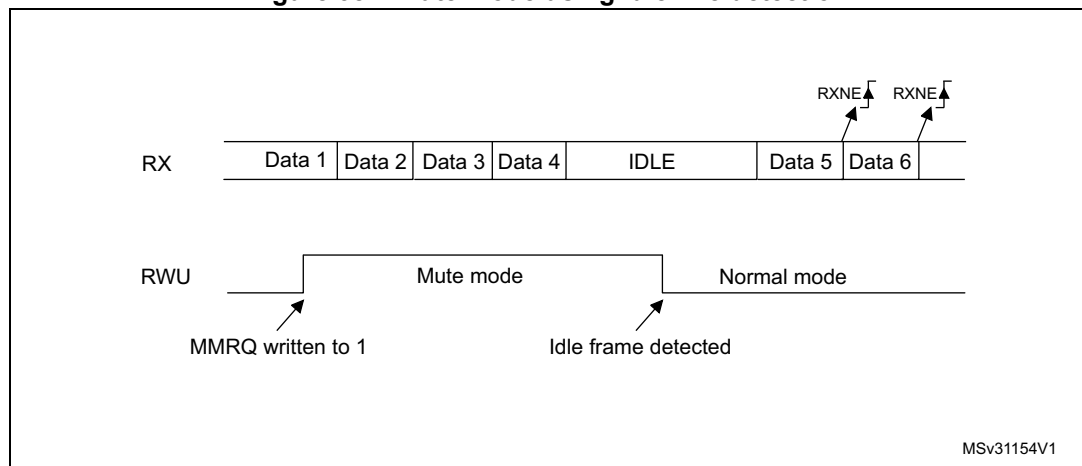 RXNE RXNE
RX Data 1 Data 2 Data 3 Data 4 IDLE Data 5 Data 6
RWU Mute mode Normal mode
MMRQ written to 1 Idle frame detected
MSv31154V1